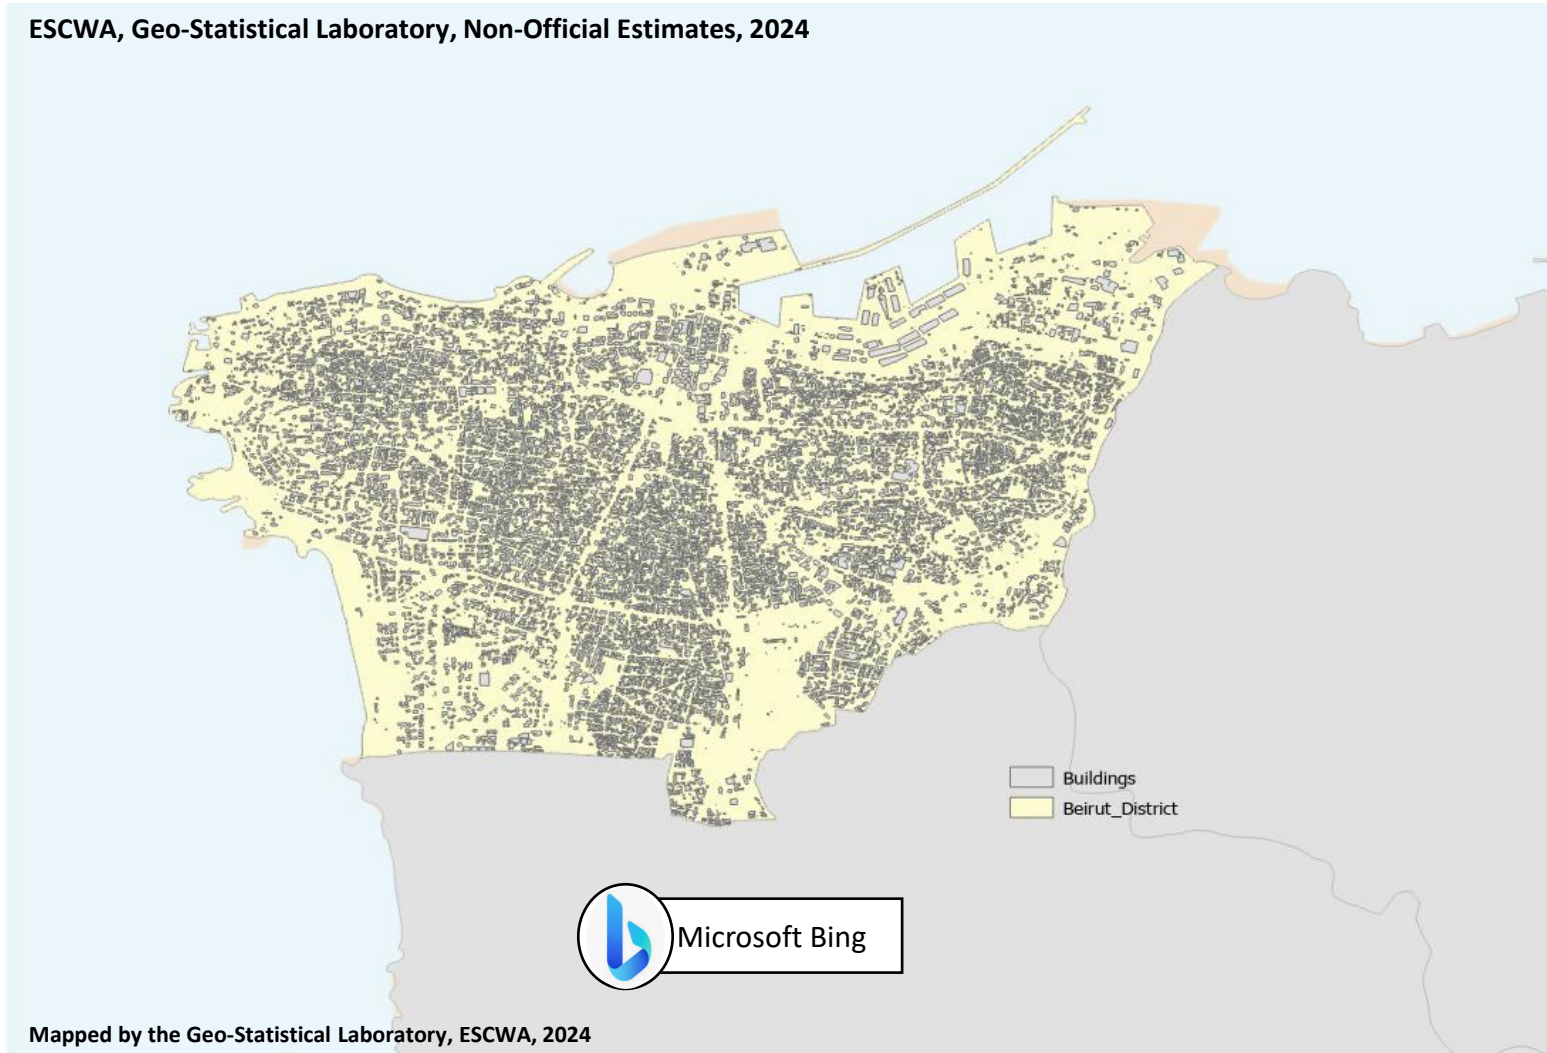 ESCWA, Geo-Statistical Laboratory, Non-Official Estimates, 2024
Buildings
Beirut_District
Microsoft Bing
Mapped by the Geo-Statistical Laboratory, ESCWA, 2024